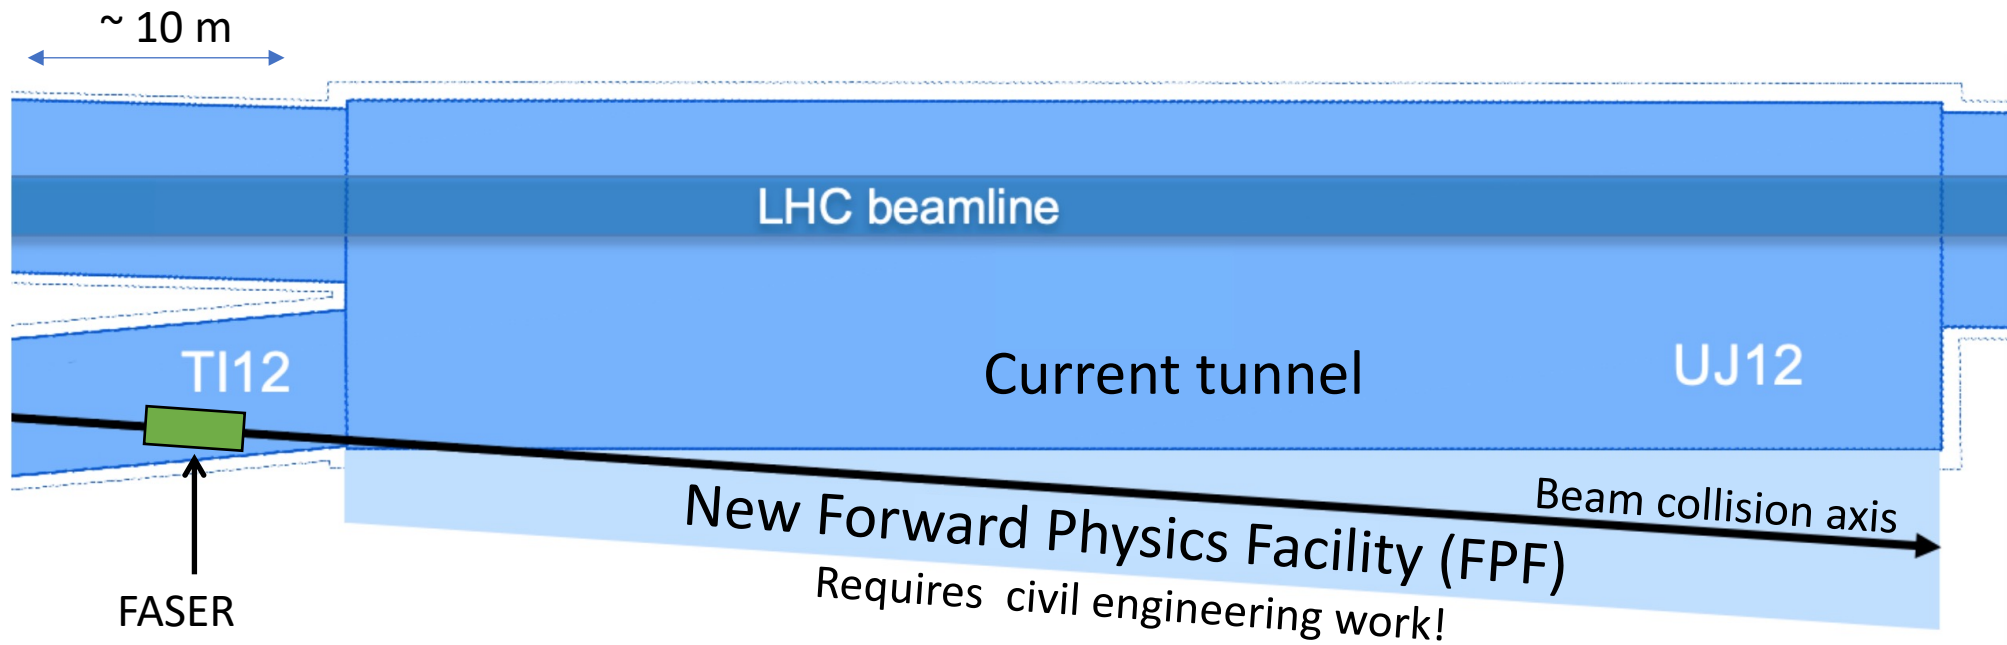 ~ 10 m
LHC beamline
TI12
Current tunnel
UJ12
Beam collision axis
New Forward Physics Facility (FPF)
Requires civil engineering work!
FASER